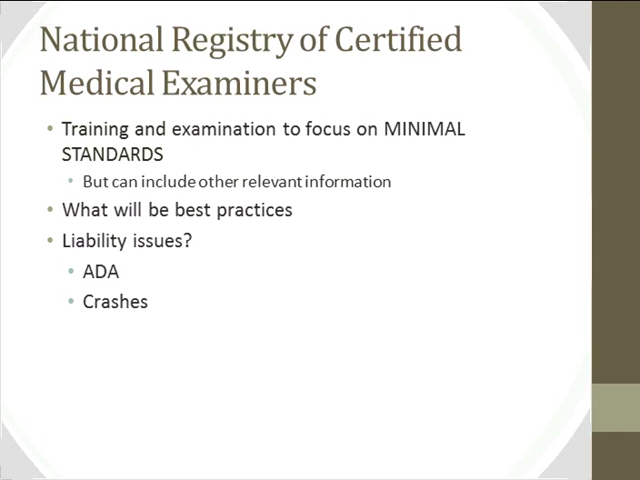 National Registry of Certified
Medical Examiners
• Training and examination to focus on MINIMAL
STANDARDS
• But can include other relevant information
• What will be best practices
• Liability issues?
• ADA
• Crashes